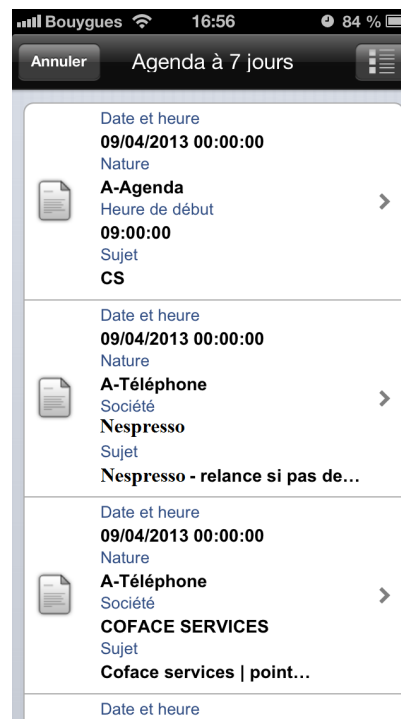 Bouygues 16:56 84 %
Annuler Agenda à 7 jours
Date et heure
09/04/2013 00:00:00
Nature
A-Agenda
Heure de début
09:00:00
Sujet
CS
Date et heure
09/04/2013 00:00:00
Nature
A-Téléphone
Société
Nespresso
Sujet
Nespresso - relance si pas de…
Date et heure
09/04/2013 00:00:00
Nature
A-Téléphone
Société
COFACE SERVICES
Sujet
Coface services | point…
Date et heure